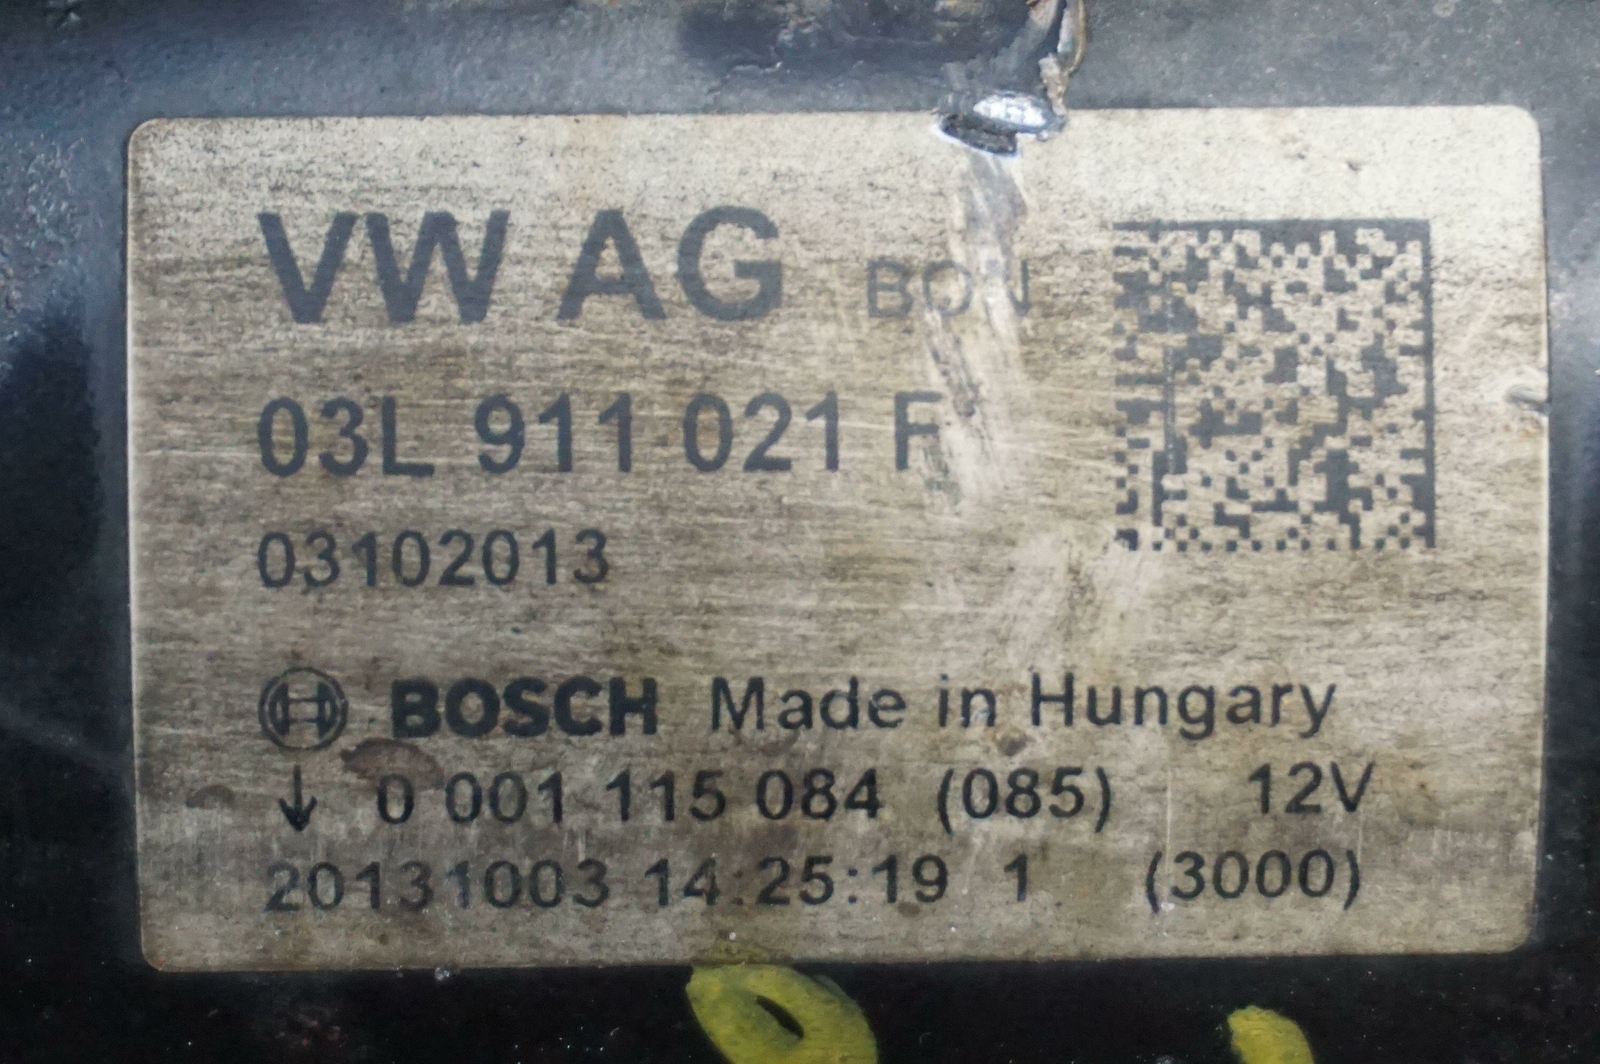 VW AG BON
03L 911 021 F
03102013
BOSCH Made in Hungary
↓ 0 001 115 084 (085) 12V
20131003 14:25:19 1 (3000)